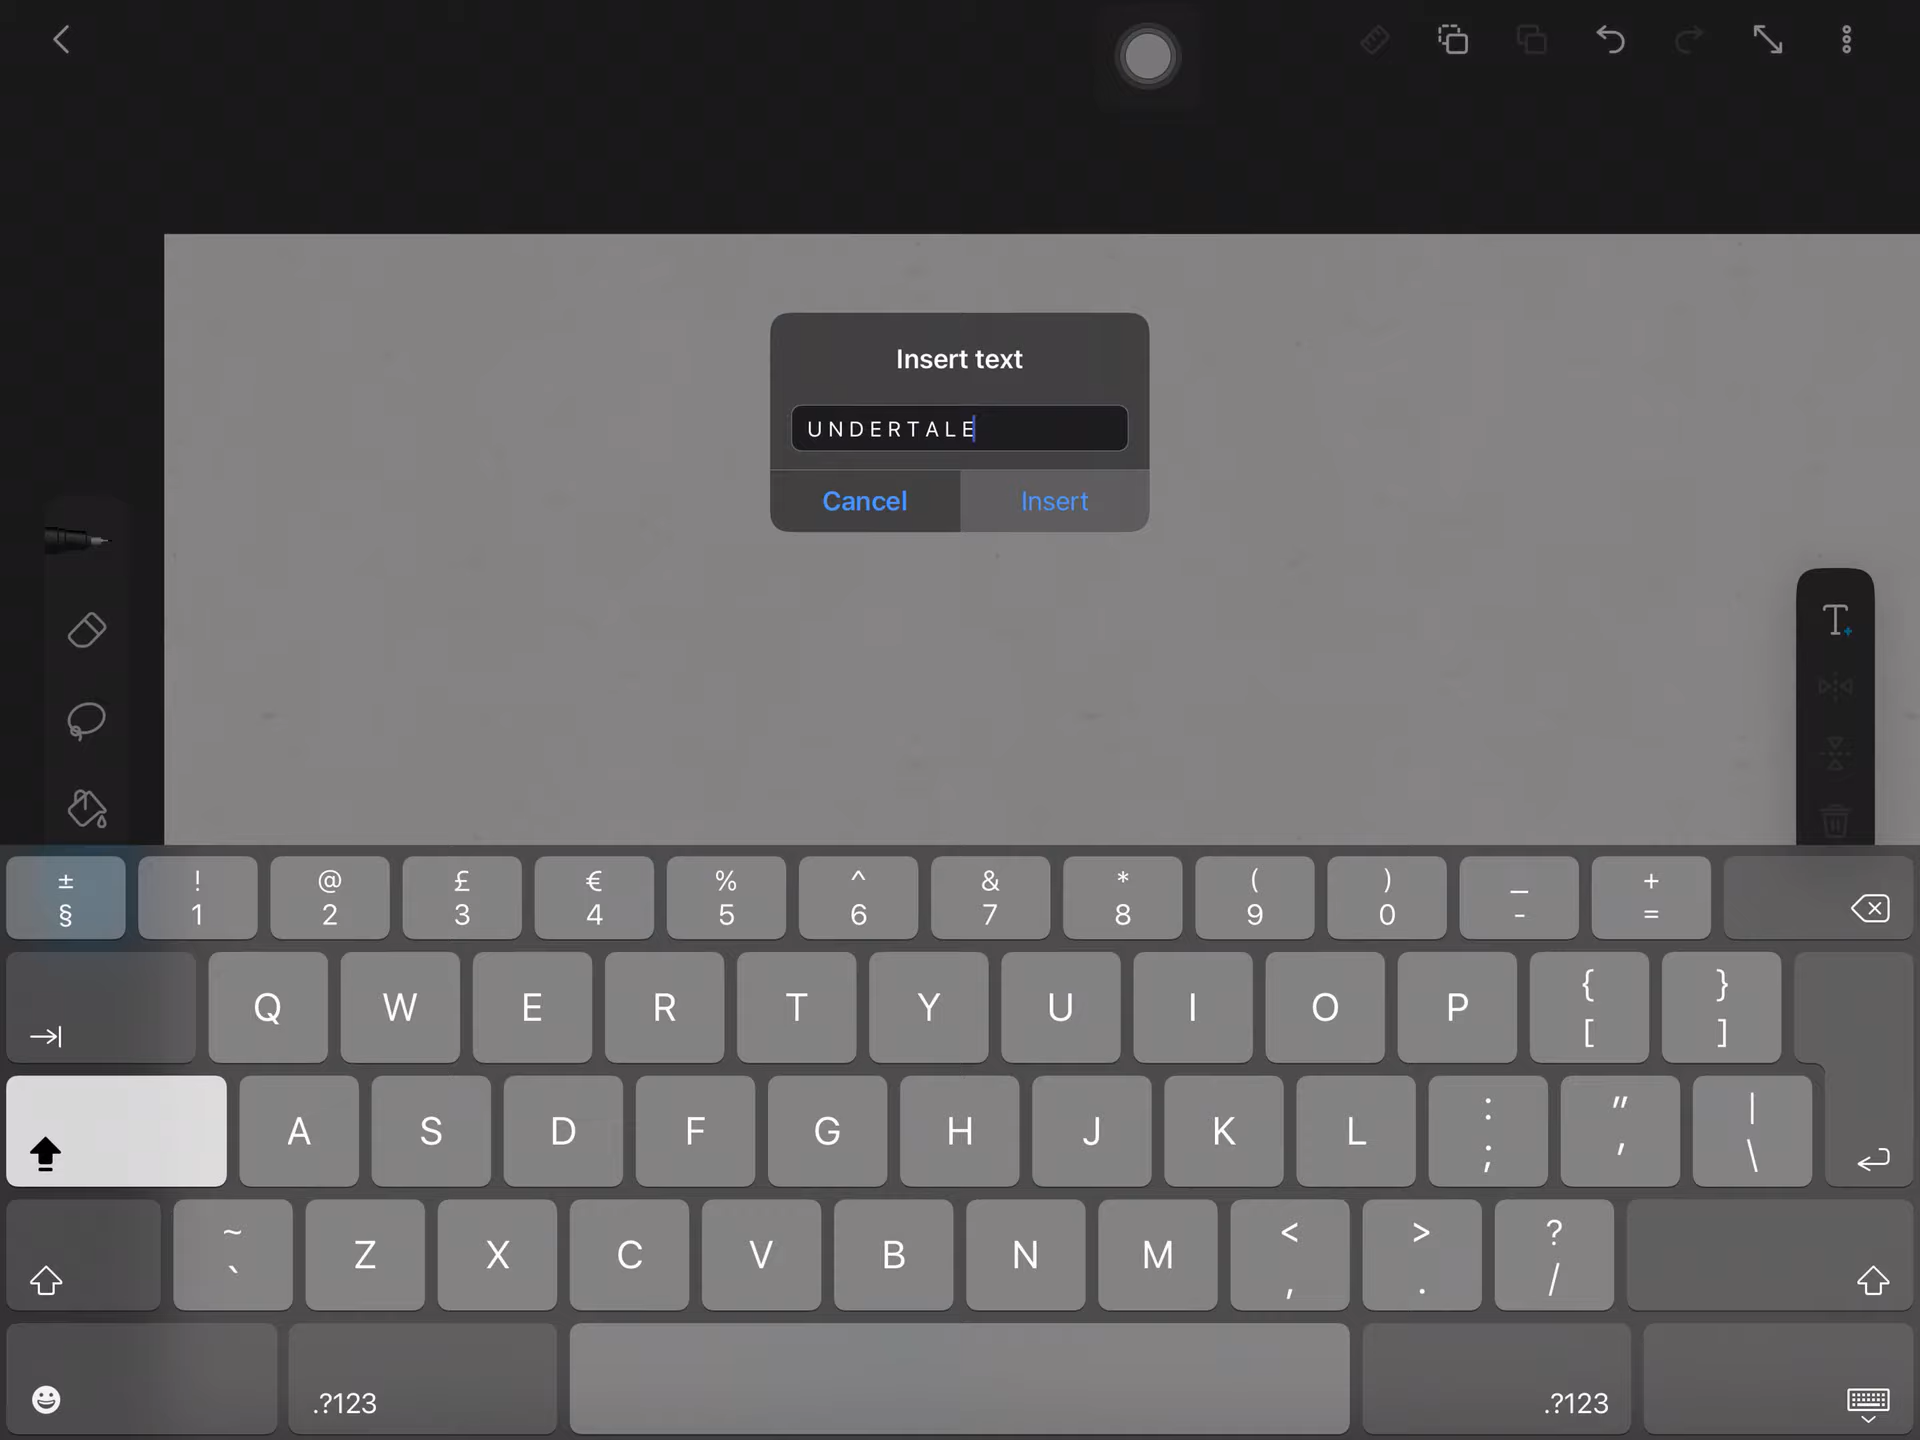 Insert text
UNDERTALE
Cancel Insert
± ! @ £ € % ^ & * ( ) _ +
§ 1 2 3 4 5 6 7 8 9 0 - =
Q W E R T Y U I O P { [ } ]
A S D F G H J K L : ; " ' | \
~ ` Z X C V B N M < , > . ? /
.?123 .?123